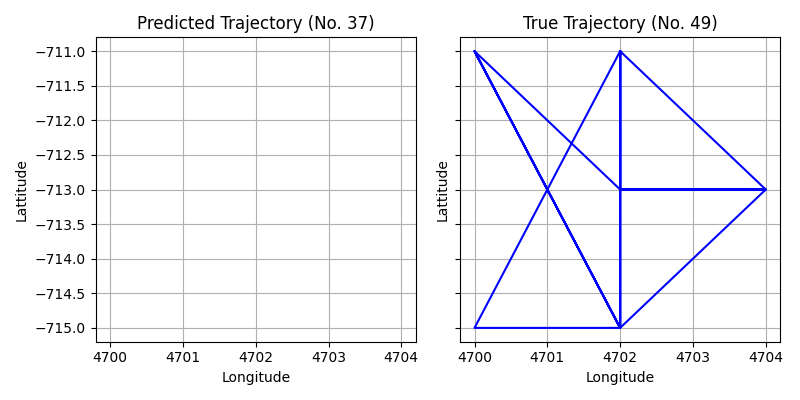 Predicted Trajectory (No. 37)
True Trajectory (No. 49)
Lattitude
−711.0
−711.5
−712.0
−712.5
−713.0
−713.5
−714.0
−714.5
−715.0
4700 4701 4702 4703 4704
Longitude
Lattitude
4700 4701 4702 4703 4704
Longitude